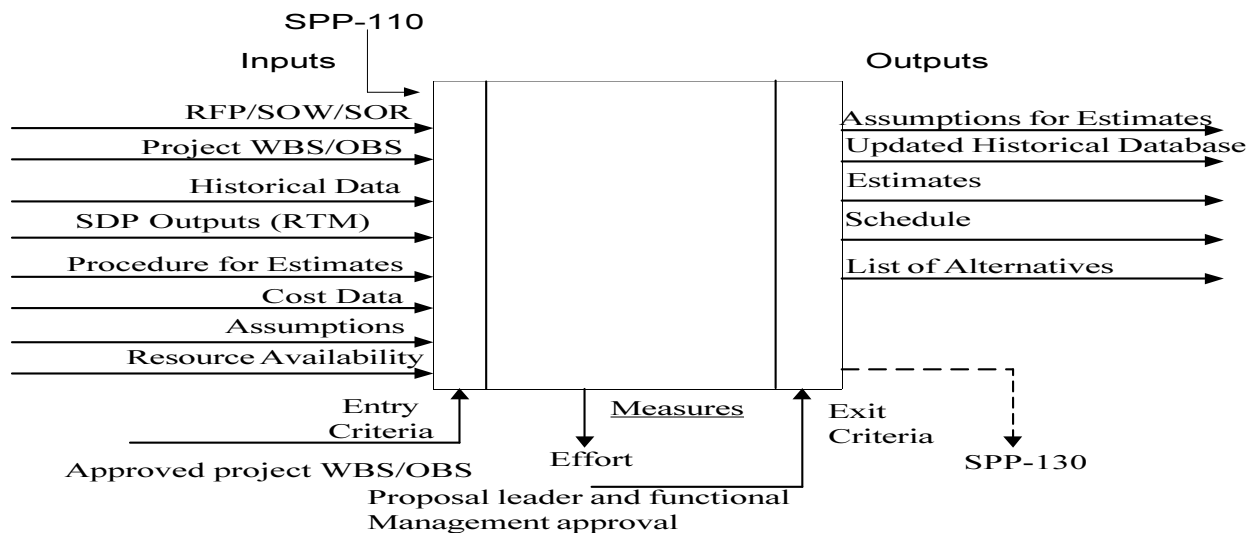 SPP-110
Inputs
Outputs
RFP/SOW/SOR
Project WBS/OBS
Historical Data
SDP Outputs (RTM)
Procedure for Estimates
Cost Data
Assumptions
Resource Availability
Assumptions for Estimates
Updated Historical Database
Estimates
Schedule
List of Alternatives
Entry
Criteria
Approved project WBS/OBS
Measures
Effort
Exit
Criteria
Proposal leader and functional
Management approval
SPP-130